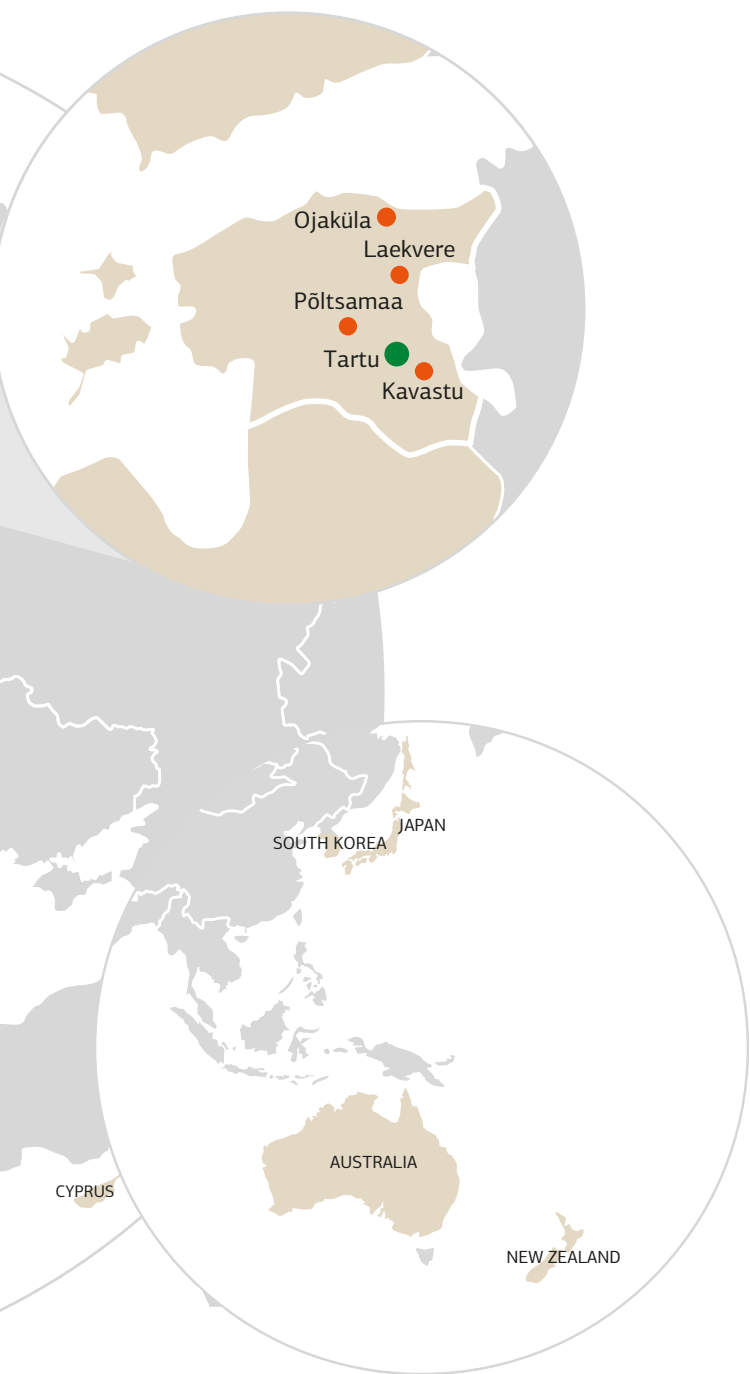 Ojaküla
Laekvere
Põltsamaa
Tartu
Kavastu
JAPAN
SOUTH KOREA
AUSTRALIA
CYPRUS
NEW ZEALAND